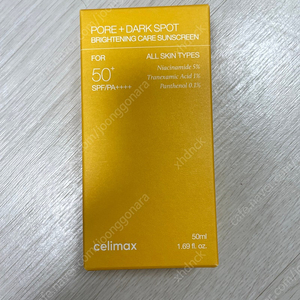 PORE + DARK SPOT
BRIGHTENING CARE SUNSCREEN
FOR
ALL SKIN TYPES
50+
SPF/PA++++
Niacinamide 5%
Tranexamic Acid 1%
Panthenol 0.1%
50ml
1.69 fl. oz.
celimax
xhdnck